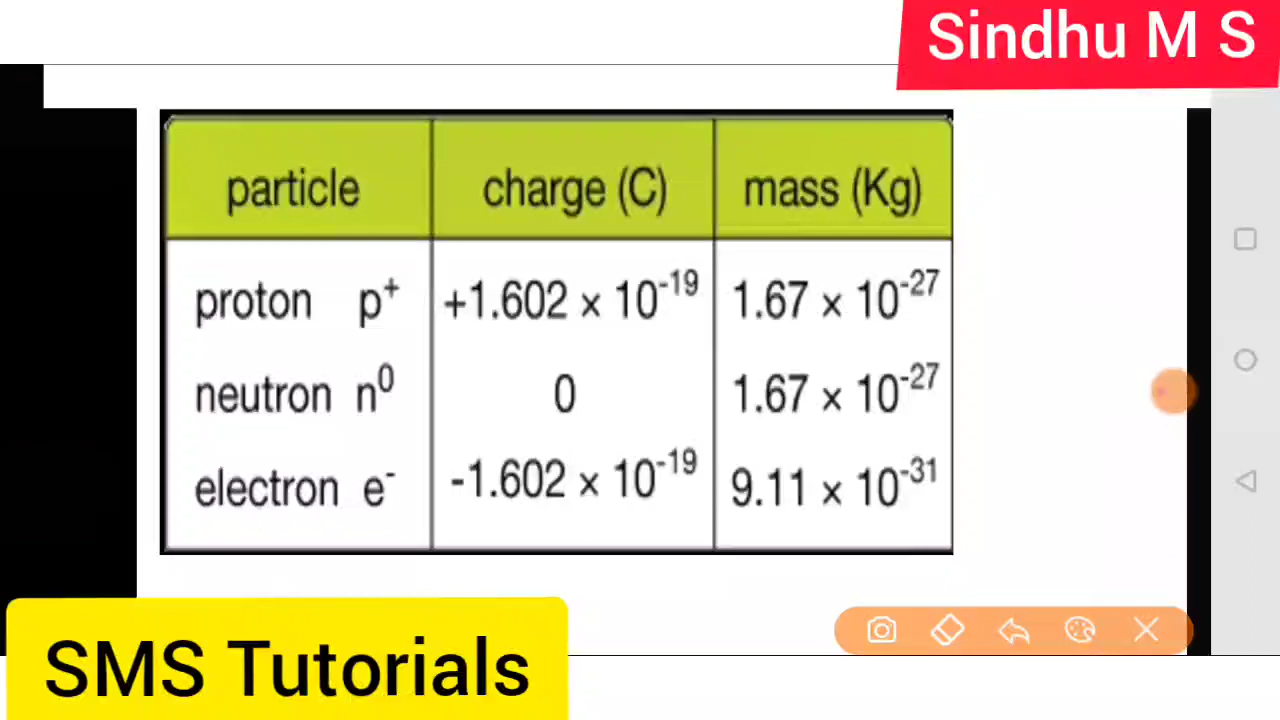 Sindhu M S
particle charge (C) mass (Kg)
proton p⁺ +1.602 × 10⁻¹⁹ 1.67 × 10⁻²⁷
neutron n⁰ 0 1.67 × 10⁻²⁷
electron e⁻ -1.602 × 10⁻¹⁹ 9.11 × 10⁻³¹
SMS Tutorials